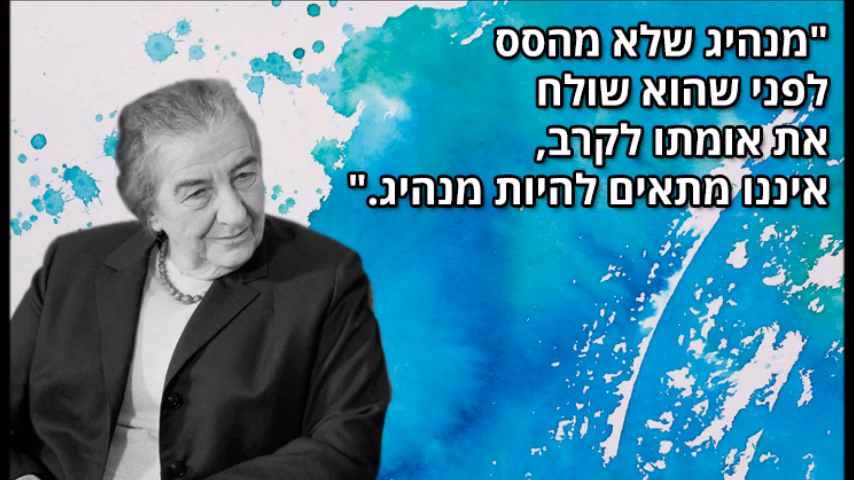 "מנהיג שלא מהסס
לפני שהוא שולח
את אומתו לקרב,
איננו מתאים להיות מנהיג."